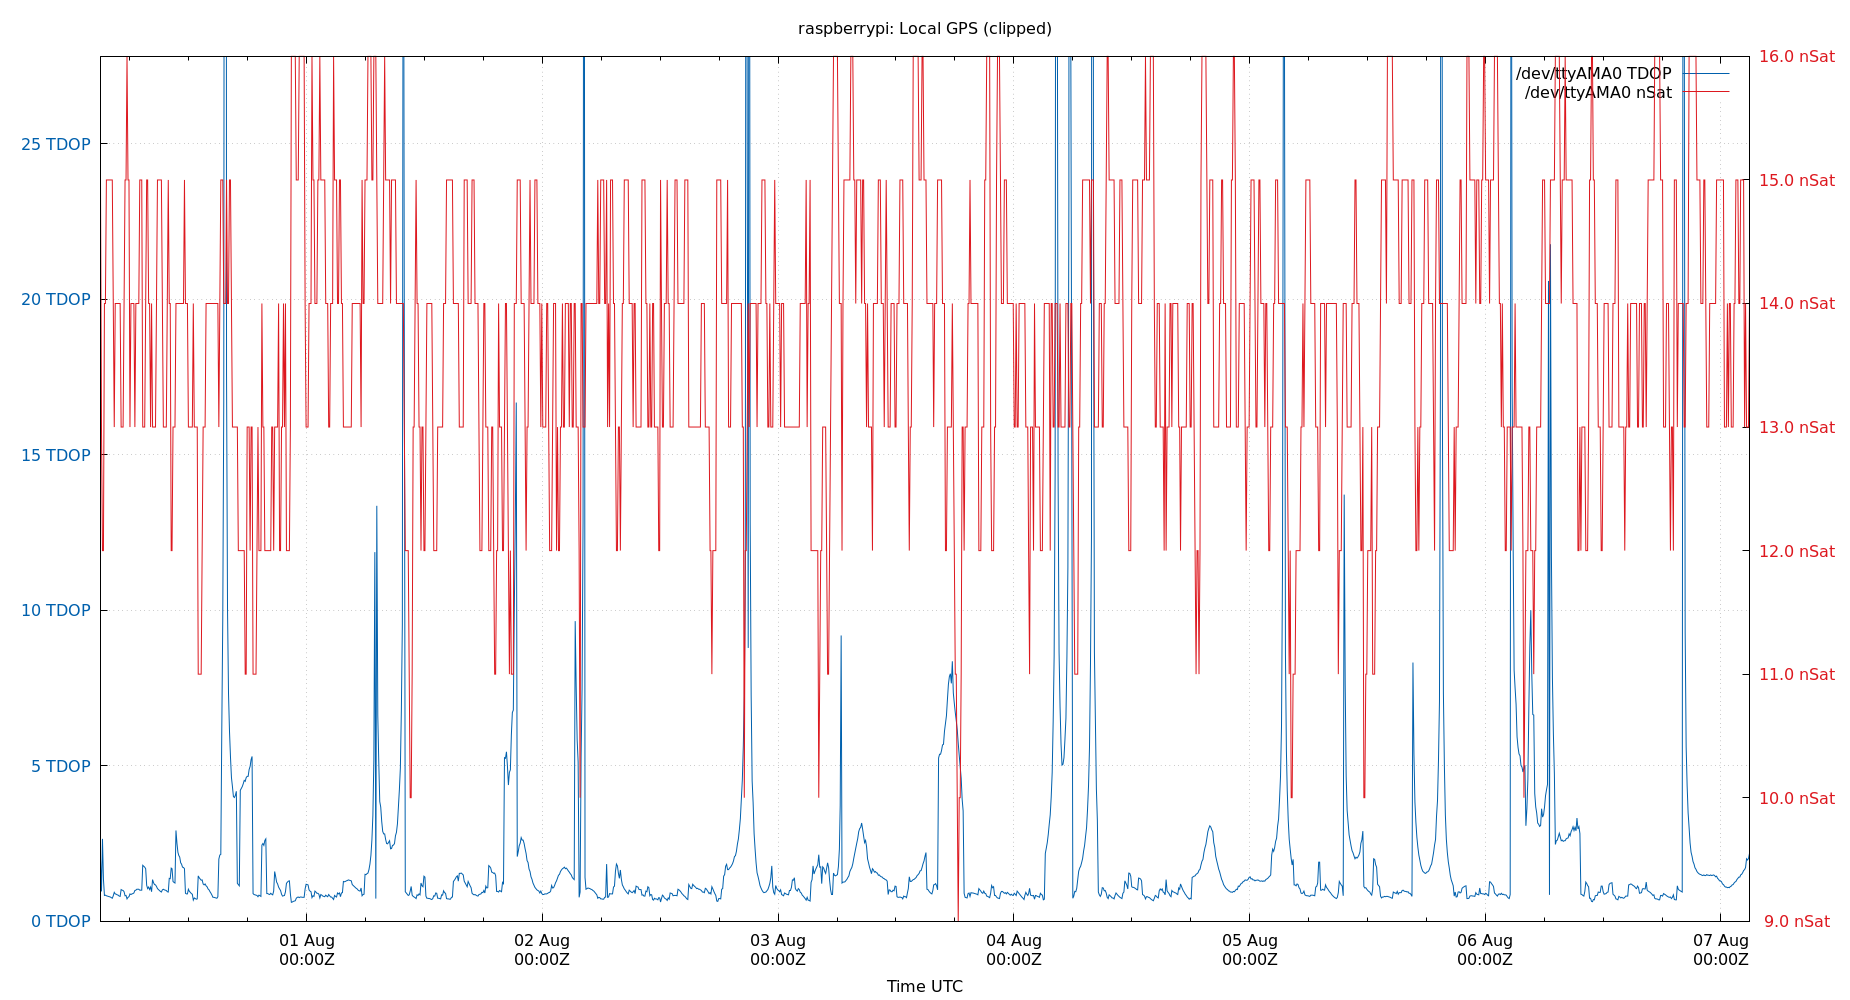 raspberrypi: Local GPS (clipped)
/dev/ttyAMA0 TDOP
/dev/ttyAMA0 nSat
25 TDOP
20 TDOP
15 TDOP
10 TDOP
5 TDOP
0 TDOP
16.0 nSat
15.0 nSat
14.0 nSat
13.0 nSat
12.0 nSat
11.0 nSat
10.0 nSat
9.0 nSat
01 Aug
00:00Z
02 Aug
00:00Z
03 Aug
00:00Z
04 Aug
00:00Z
05 Aug
00:00Z
06 Aug
00:00Z
07 Aug
00:00Z
Time UTC